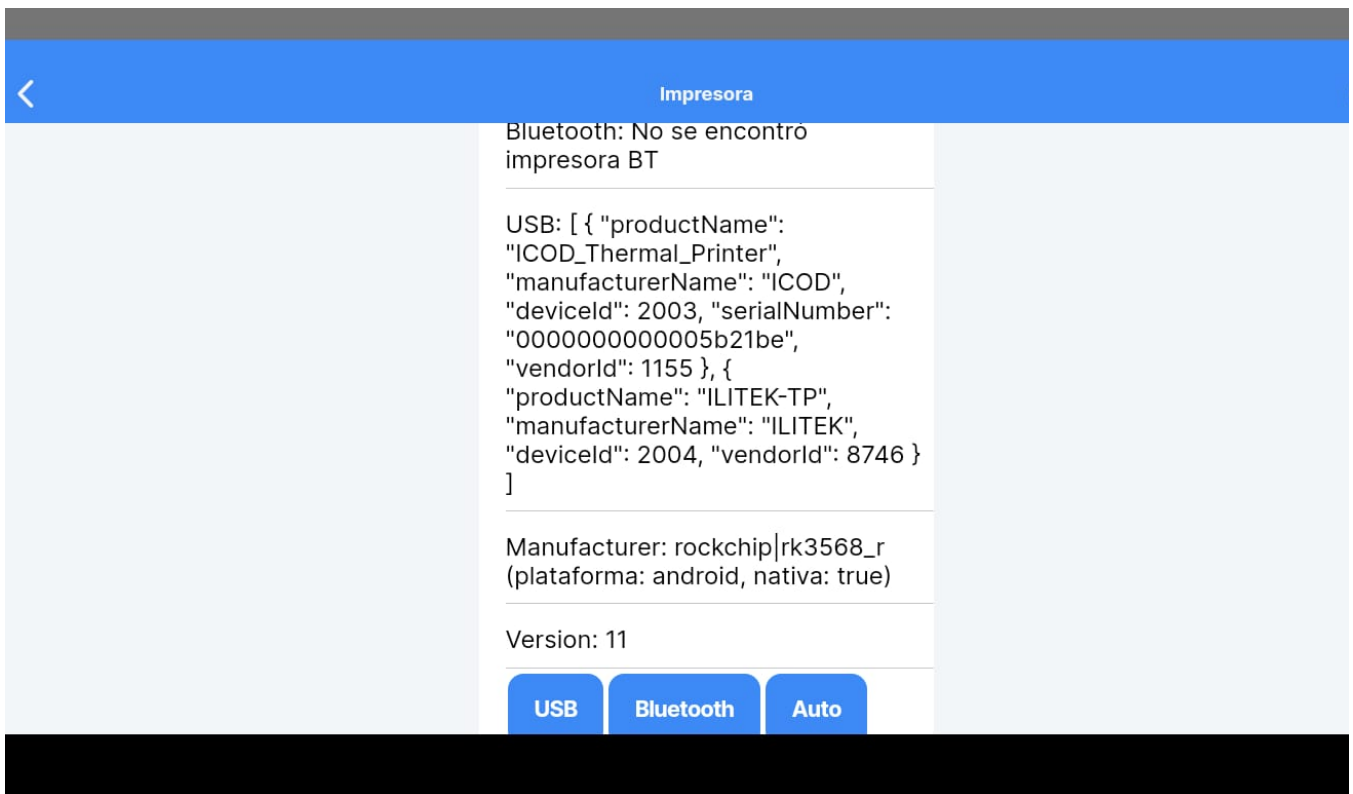 Impresora
Bluetooth: No se encontró
impresora BT
USB: [ { "productName":
"ICOD_Thermal_Printer",
"manufacturerName": "ICOD",
"deviceId": 2003, "serialNumber":
"0000000000005b21be",
"vendorId": 1155 }, {
"productName": "ILITEK-TP",
"manufacturerName": "ILITEK",
"deviceId": 2004, "vendorId": 8746 }
]
Manufacturer: rockchip|rk3568_r
(plataforma: android, nativa: true)
Version: 11
USB Bluetooth Auto